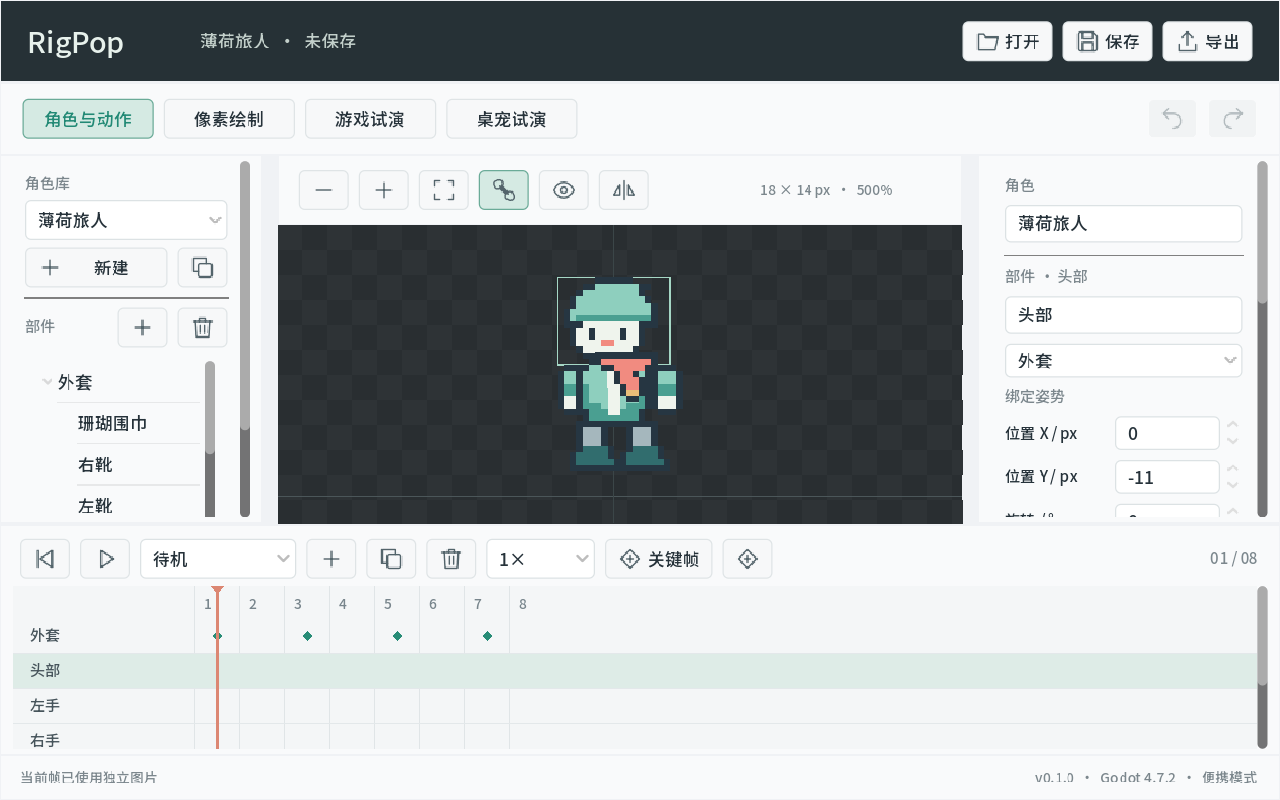 RigPop
薄荷旅人 • 未保存
打开
保存
导出
角色与动作
像素绘制
游戏试演
桌宠试演
角色库
薄荷旅人
新建
部件
外套
珊瑚围巾
右靴
左靴
18 × 14 px • 500%
角色
薄荷旅人
部件 • 头部
头部
外套
绑定姿势
位置 X / px
0
位置 Y / px
-11
待机
1×
关键帧
01 / 08
1 2 3 4 5 6 7 8
外套
头部
左手
右手
当前帧已使用独立图片
v0.1.0 • Godot 4.7.2 • 便携模式